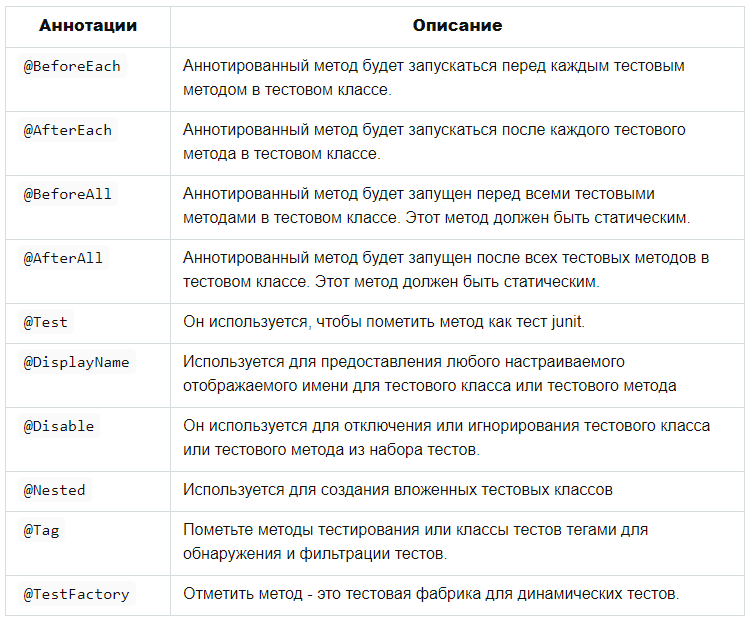 Аннотации
Описание
@BeforeEach
Аннотированный метод будет запускаться перед каждым тестовым
методом в тестовом классе.
@AfterEach
Аннотированный метод будет запускаться после каждого тестового
метода в тестовом классе.
@BeforeAll
Аннотированный метод будет запущен перед всеми тестовыми
методами в тестовом классе. Этот метод должен быть статическим.
@AfterAll
Аннотированный метод будет запущен после всех тестовых методов в
тестовом классе. Этот метод должен быть статическим.
@Test
Он используется, чтобы пометить метод как тест junit.
@DisplayName
Используется для предоставления любого настраиваемого
отображаемого имени для тестового класса или тестового метода
@Disable
Он используется для отключения или игнорирования тестового класса
или тестового метода из набора тестов.
@Nested
Используется для создания вложенных тестовых классов
@Tag
Пометьте методы тестирования или классы тестов тегами для
обнаружения и фильтрации тестов.
@TestFactory
Отметить метод - это тестовая фабрика для динамических тестов.